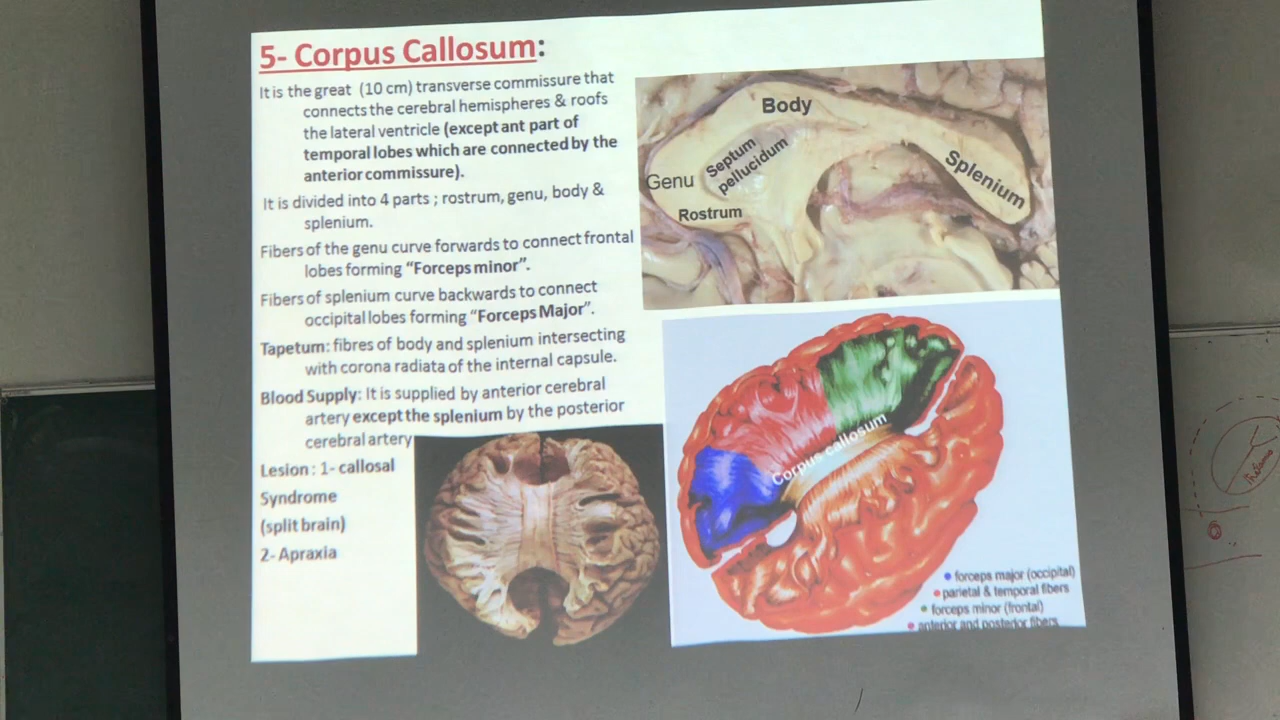 5- Corpus Callosum:
It is the great (10 cm) transverse commissure that
connects the cerebral hemispheres & roofs
the lateral ventricle (except ant part of
temporal lobes which are connected by the
anterior commissure).
It is divided into 4 parts ; rostrum, genu, body &
splenium.
Fibers of the genu curve forwards to connect frontal
lobes forming “Forceps minor”.
Fibers of splenium curve backwards to connect
occipital lobes forming “Forceps Major”.
Tapetum: fibres of body and splenium intersecting
with corona radiata of the internal capsule.
Blood Supply: It is supplied by anterior cerebral
artery except the splenium by the posterior
cerebral artery
Lesion : 1- callosal
Syndrome
(split brain)
2- Apraxia
Body
Septum
pellucidum
Splenium
Genu
Rostrum
Corpus callosum
forceps major (occipital)
parietal & temporal fibers
forceps minor (frontal)
anterior and posterior fibers